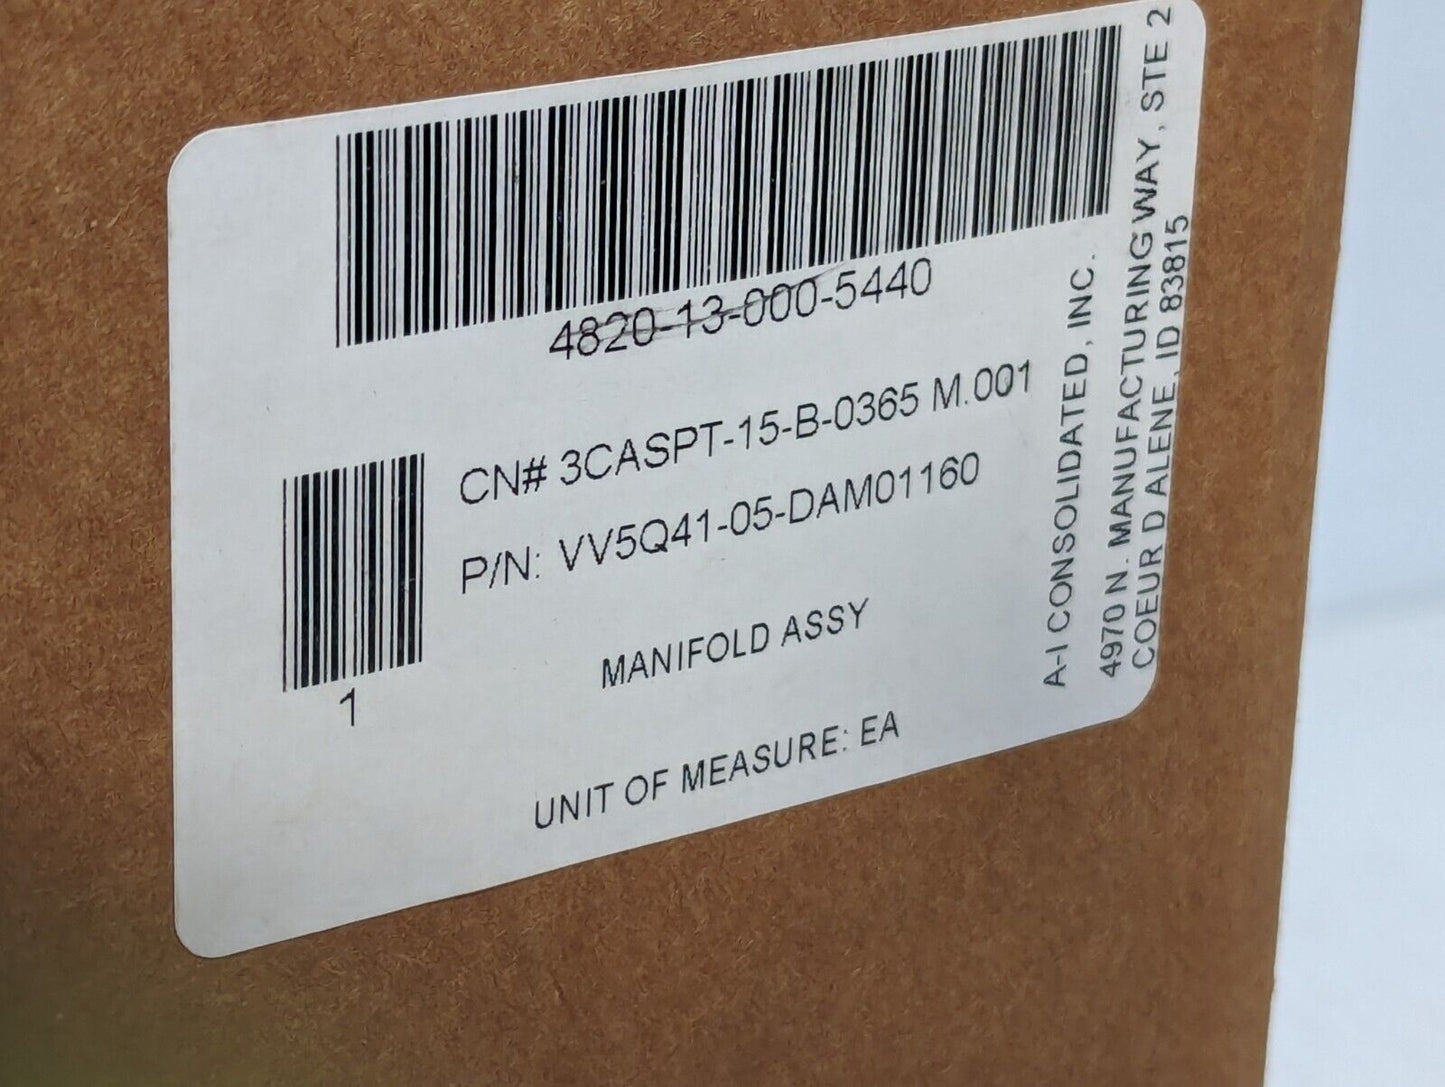 4820-13-000-5440
CN# 3CASPT-15-B-0365 M.001
P/N: VV5Q41-05-DAM01160
1
MANIFOLD ASSY
UNIT OF MEASURE: EA
A-I CONSOLIDATED, INC.
4970 N. MANUFACTURING WAY, STE 2
COEUR D ALENE, ID 83815